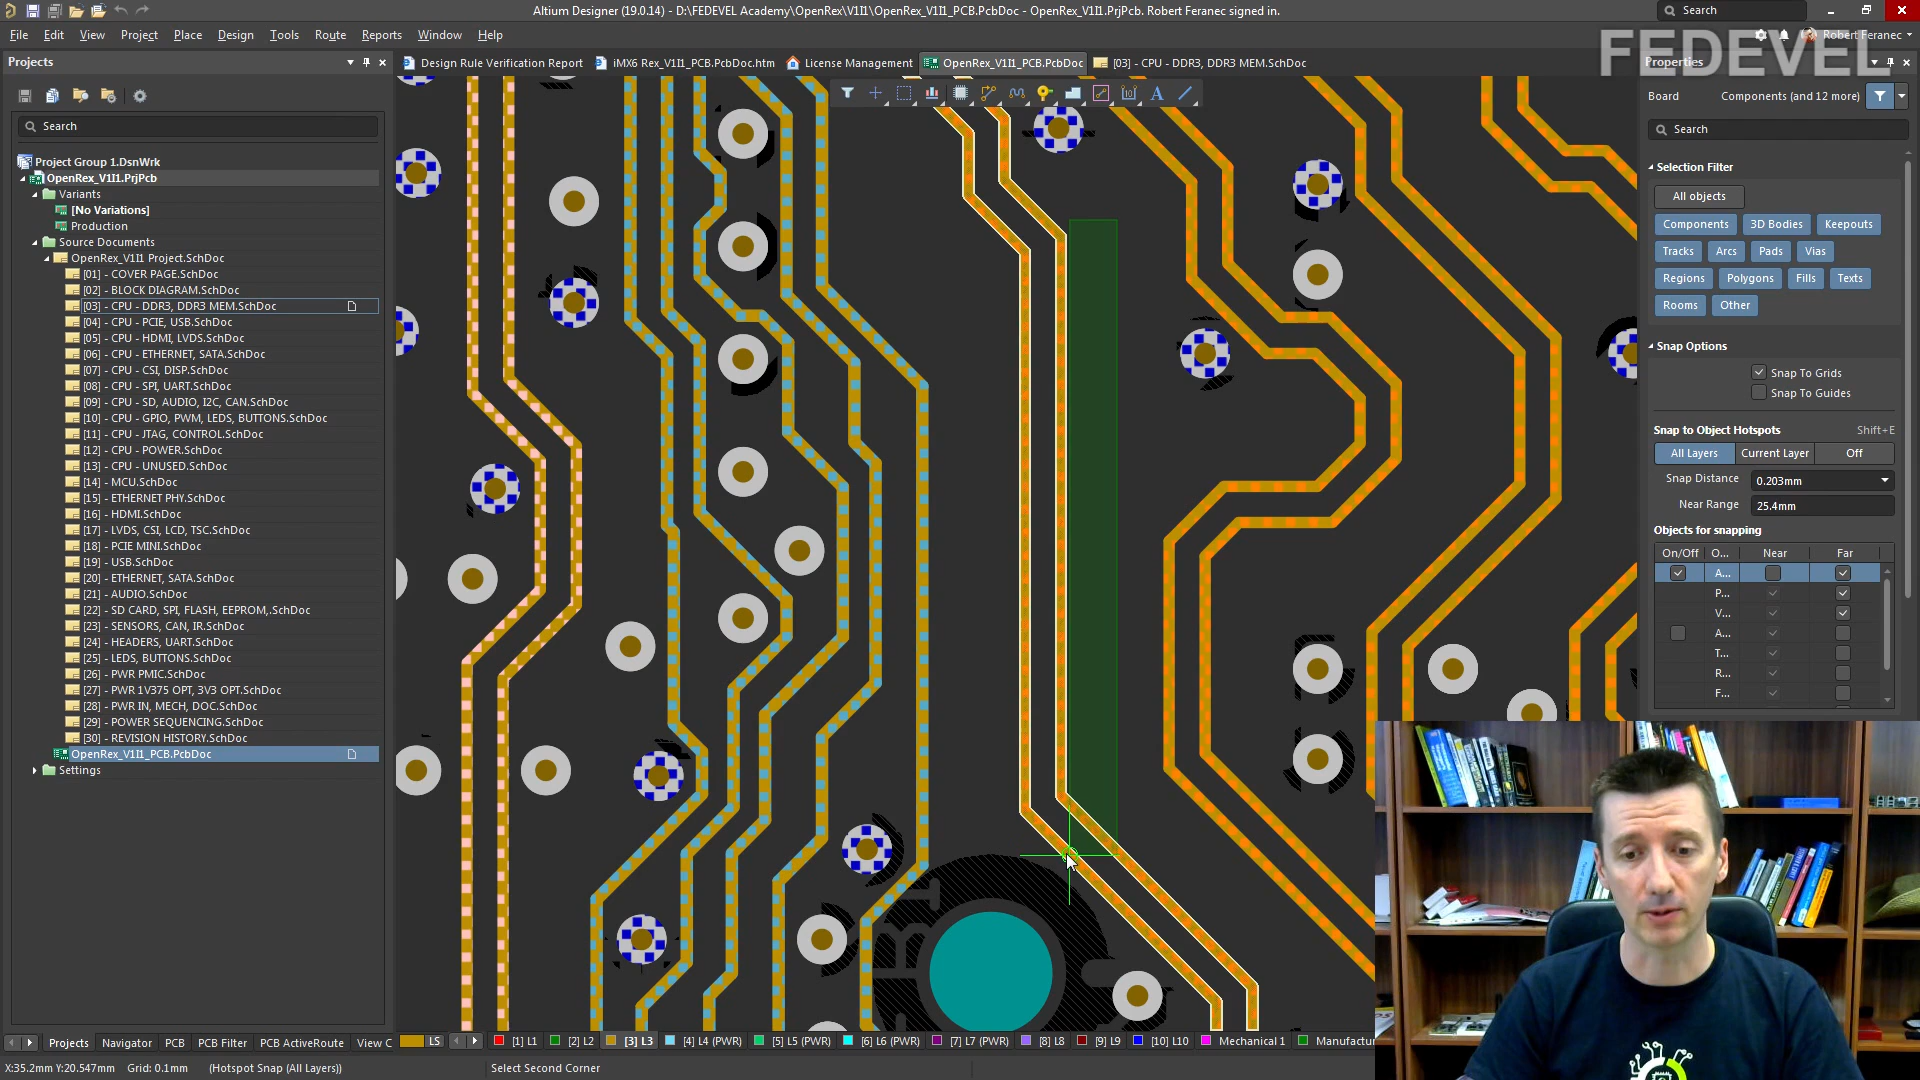 Altium Designer (19.0.14) - D:\FEDEVEL Academy\OpenRex\V1I1\OpenRex_V1I1_PCB.PcbDoc - OpenRex_V1I1.PrjPcb. Robert Feranec signed in.
Search
File Edit View Project Place Design Tools Route Reports Window Help
Robert Feranec
FEDEVEL
Projects
Design Rule Verification Report
iMX6 Rex_V1I1_PCB.PcbDoc.htm
License Management
OpenRex_V1I1_PCB.PcbDoc
[03] - CPU - DDR3, DDR3 MEM.SchDoc
Properties
Board Components (and 12 more)
Search
Search
Project Group 1.DsnWrk
OpenRex_V1I1.PrjPcb
Variants
[No Variations]
Production
Source Documents
OpenRex_V1I1 Project.SchDoc
[01] - COVER PAGE.SchDoc
[02] - BLOCK DIAGRAM.SchDoc
[03] - CPU - DDR3, DDR3 MEM.SchDoc
[04] - CPU - PCIE, USB.SchDoc
[05] - CPU - HDMI, LVDS.SchDoc
[06] - CPU - ETHERNET, SATA.SchDoc
[07] - CPU - CSI, DISP.SchDoc
[08] - CPU - SPI, UART.SchDoc
[09] - CPU - SD, AUDIO, I2C, CAN.SchDoc
[10] - CPU - GPIO, PWM, LEDS, BUTTONS.SchDoc
[11] - CPU - JTAG, CONTROL.SchDoc
[12] - CPU - POWER.SchDoc
[13] - CPU - UNUSED.SchDoc
[14] - MCU.SchDoc
[15] - ETHERNET PHY.SchDoc
[16] - HDMI.SchDoc
[17] - LVDS, CSI, LCD, TSC.SchDoc
[18] - PCIE MINI.SchDoc
[19] - USB.SchDoc
[20] - ETHERNET, SATA.SchDoc
[21] - AUDIO.SchDoc
[22] - SD CARD, SPI, FLASH, EEPROM,.SchDoc
[23] - SENSORS, CAN, IR.SchDoc
[24] - HEADERS, UART.SchDoc
[25] - LEDS, BUTTONS.SchDoc
[26] - PWR PMIC.SchDoc
[27] - PWR 1V375 OPT, 3V3 OPT.SchDoc
[28] - PWR IN, MECH, DOC.SchDoc
[29] - POWER SEQUENCING.SchDoc
[30] - REVISION HISTORY.SchDoc
OpenRex_V1I1_PCB.PcbDoc
Settings
Selection Filter
All objects
Components 3D Bodies Keepouts
Tracks Arcs Pads Vias
Regions Polygons Fills Texts
Rooms Other
Snap Options
Snap To Grids
Snap To Guides
Snap to Object Hotspots Shift+E
All Layers Current Layer Off
Snap Distance 0.203mm
Near Range 25.4mm
Objects for snapping
On/Off O... Near Far
A...
P...
V...
A...
T...
R...
F...
Projects Navigator PCB PCB Filter PCB ActiveRoute View C
LS [1] L1 [2] L2 [3] L3 [4] L4 (PWR) [5] L5 (PWR) [6] L6 (PWR) [7] L7 (PWR) [8] L8 [9] L9 [10] L10 Mechanical 1 Manufactur
X:35.2mm Y:20.547mm Grid: 0.1mm (Hotspot Snap (All Layers)) Select Second Corner